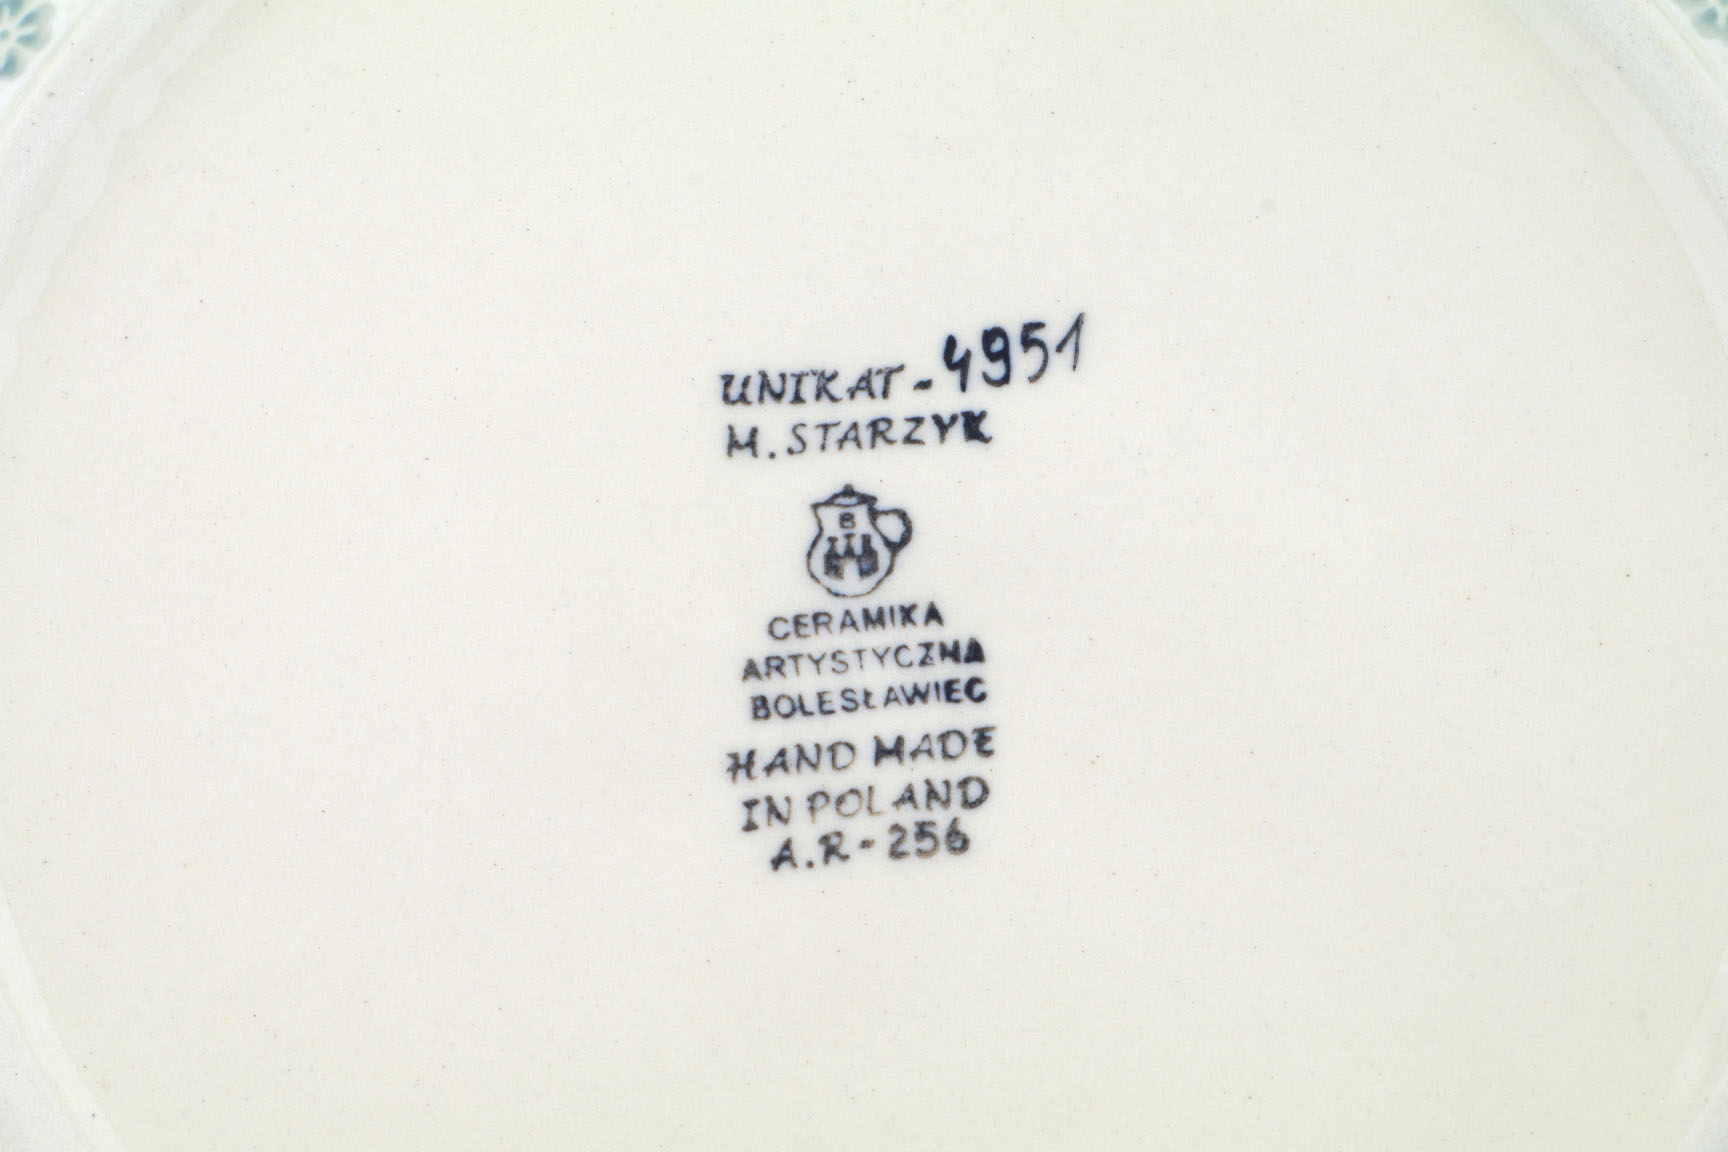 UNIKAT-4951
M. STARZYK
B
CERAMIKA
ARTYSTYCZNA
BOLESŁAWIEC
HAND MADE
IN POLAND
A.R-256